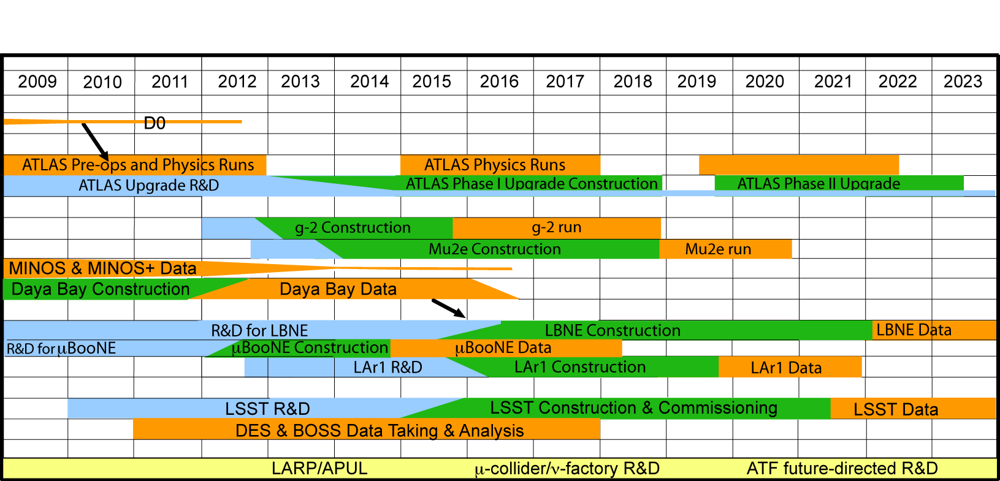 2009 2010 2011 2012 2013 2014 2015 2016 2017 2018 2019 2020 2021 2022 2023
D0
ATLAS Pre-ops and Physics Runs ATLAS Physics Runs
ATLAS Upgrade R&D ATLAS Phase I Upgrade Construction ATLAS Phase II Upgrade
g-2 Construction g-2 run
Mu2e Construction Mu2e run
MINOS & MINOS+ Data
Daya Bay Construction Daya Bay Data
R&D for LBNE LBNE Construction LBNE Data
R&D for μBooNE μBooNE Construction μBooNE Data
LAr1 R&D LAr1 Construction LAr1 Data
LSST R&D LSST Construction & Commissioning LSST Data
DES & BOSS Data Taking & Analysis
LARP/APUL μ-collider/ν-factory R&D ATF future-directed R&D